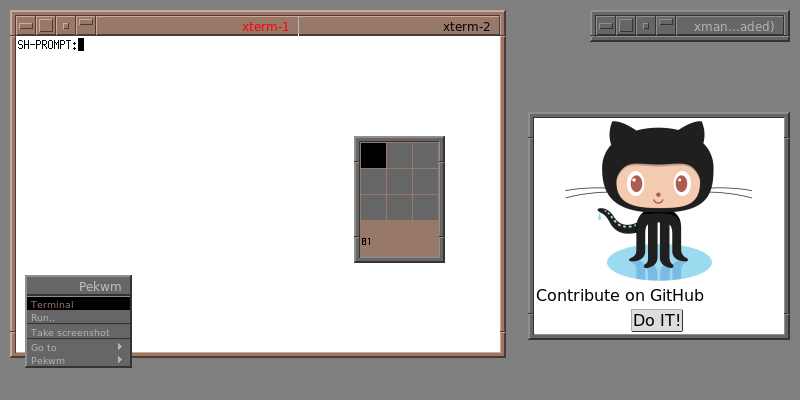 xterm-1
xterm-2
xman...aded)
SH-PROMPT:
01
Pekwm
Terminal
Run..
Take screenshot
Go to
Pekwm
Contribute on GitHub
Do IT!